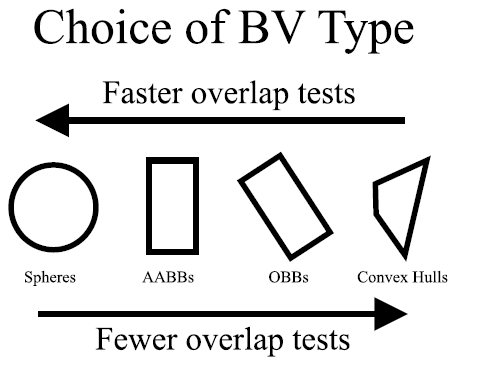 Choice of BV Type
Faster overlap tests
Spheres
AABBs
OBBs
Convex Hulls
Fewer overlap tests